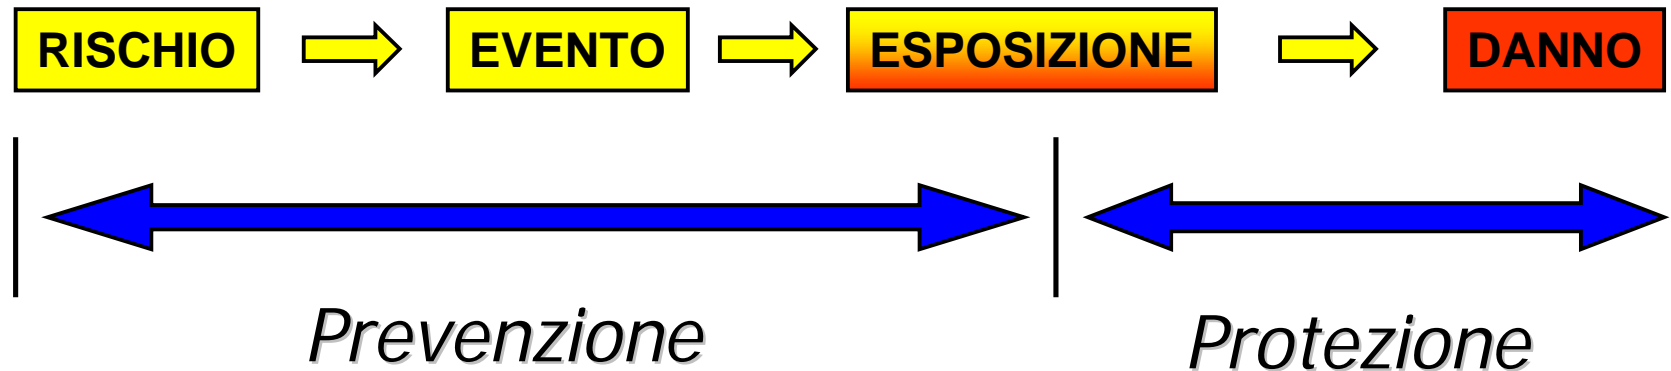 RISCHIO EVENTO ESPOSIZIONE DANNO
Prevenzione Protezione